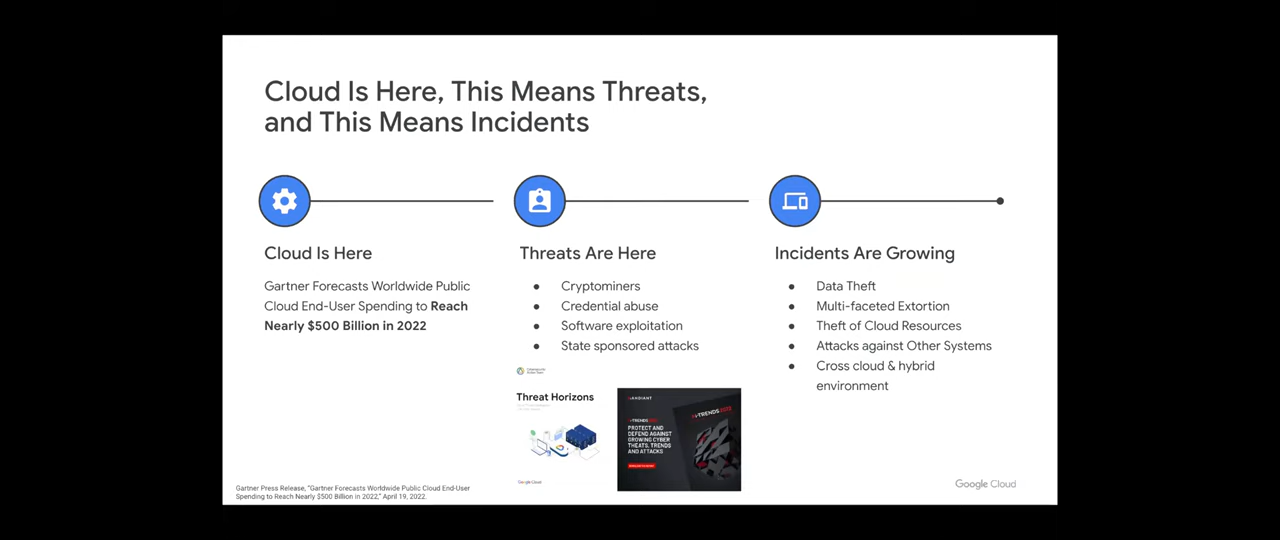 Cloud Is Here, This Means Threats,
and This Means Incidents
Cloud Is Here
Gartner Forecasts Worldwide Public
Cloud End-User Spending to Reach
Nearly $500 Billion in 2022
Threats Are Here
● Cryptominers
● Credential abuse
● Software exploitation
● State sponsored attacks
Threat Horizons
Google Cloud
MANDIANT
PROTECT AND
DEFEND AGAINST
GROWING CYBER
THREATS, TRENDS
AND ATTACKS
Incidents Are Growing
● Data Theft
● Multi-faceted Extortion
● Theft of Cloud Resources
● Attacks against Other Systems
● Cross cloud & hybrid
environment
Gartner Press Release, "Gartner Forecasts Worldwide Public Cloud End-User
Spending to Reach Nearly $500 Billion in 2022," April 19, 2022.
Google Cloud